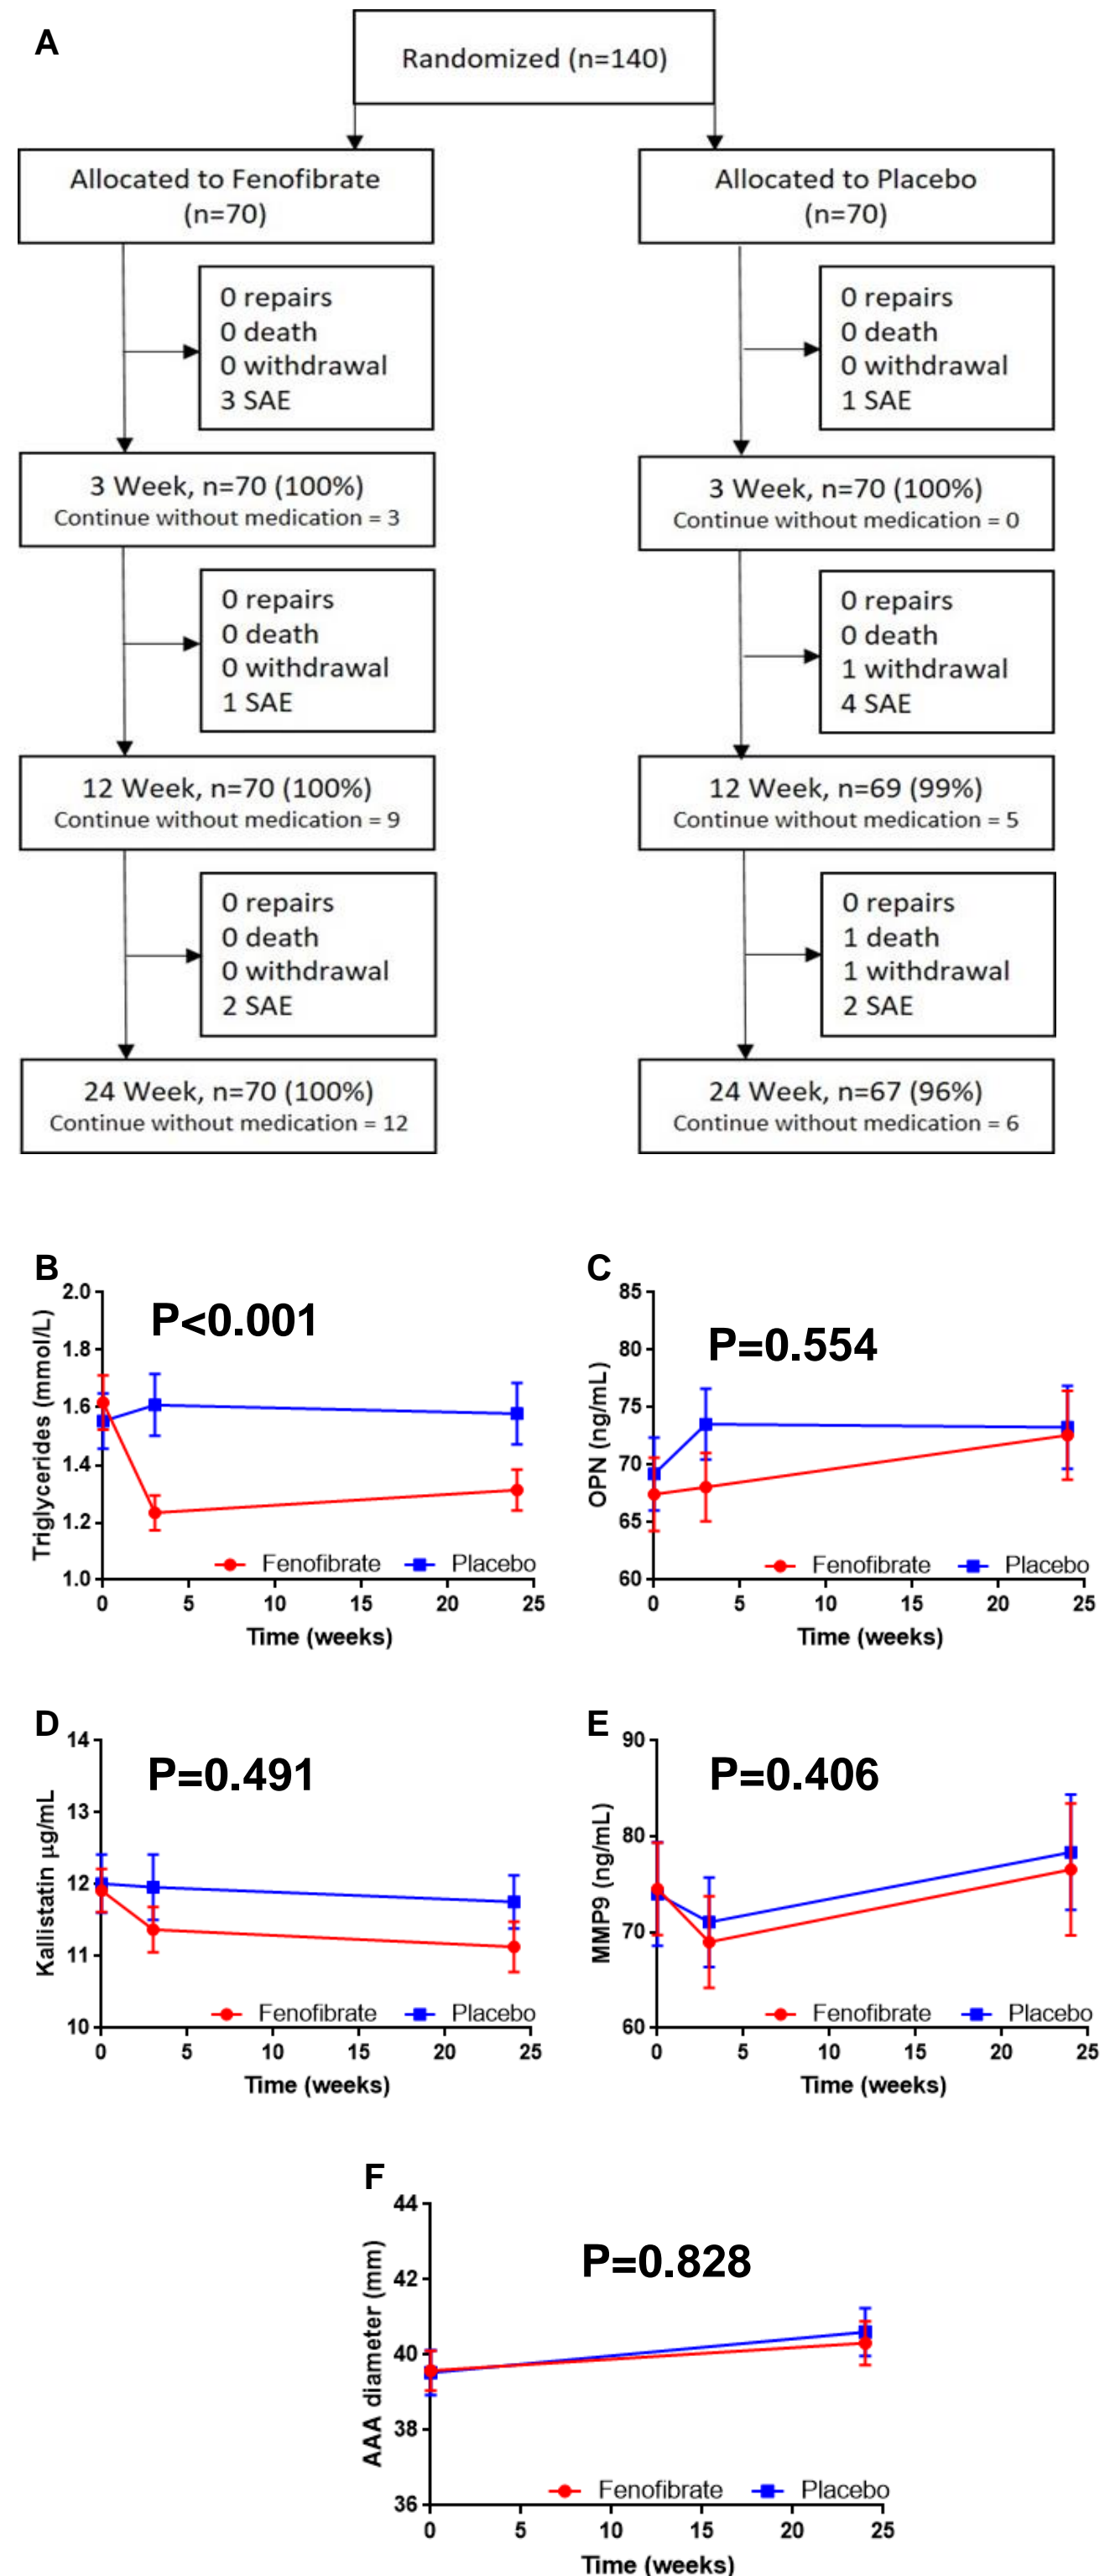 A
Randomized (n=140)
Allocated to Fenofibrate
(n=70)
Allocated to Placebo
(n=70)
0 repairs
0 death
0 withdrawal
3 SAE
0 repairs
0 death
0 withdrawal
1 SAE
3 Week, n=70 (100%)
Continue without medication = 3
3 Week, n=70 (100%)
Continue without medication = 0
0 repairs
0 death
0 withdrawal
1 SAE
0 repairs
0 death
1 withdrawal
4 SAE
12 Week, n=70 (100%)
Continue without medication = 9
12 Week, n=69 (99%)
Continue without medication = 5
0 repairs
0 death
0 withdrawal
2 SAE
0 repairs
1 death
1 withdrawal
2 SAE
24 Week, n=70 (100%)
Continue without medication = 12
24 Week, n=67 (96%)
Continue without medication = 6
B
P<0.001
Triglycerides (mmol/L)
2.0
1.8
1.6
1.4
1.2
1.0
Fenofibrate Placebo
0 5 10 15 20 25
Time (weeks)
C
P=0.554
OPN (ng/mL)
85
80
75
70
65
60
Fenofibrate Placebo
0 5 10 15 20 25
Time (weeks)
D
P=0.491
Kallistatin µg/mL
14
13
12
11
10
Fenofibrate Placebo
0 5 10 15 20 25
Time (weeks)
E
P=0.406
MMP9 (ng/mL)
90
80
70
60
Fenofibrate Placebo
0 5 10 15 20 25
Time (weeks)
F
P=0.828
AAA diameter (mm)
44
42
40
38
36
Fenofibrate Placebo
0 5 10 15 20 25
Time (weeks)